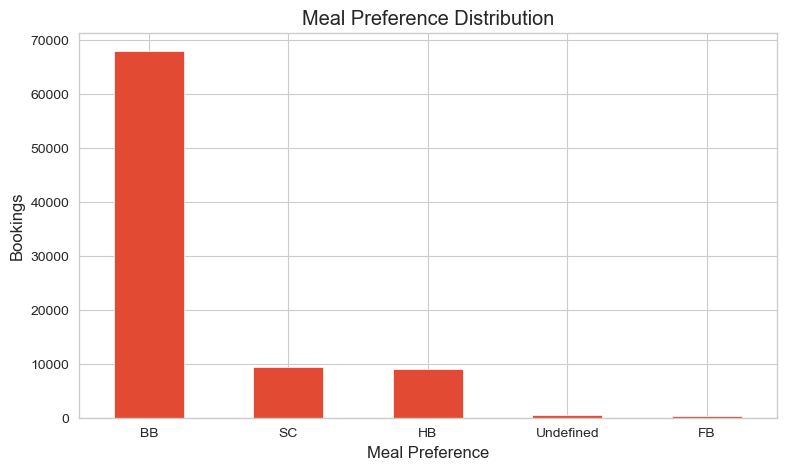 Meal Preference Distribution
70000
60000
50000
40000
30000
20000
10000
0
Bookings
BB SC HB Undefined FB
Meal Preference